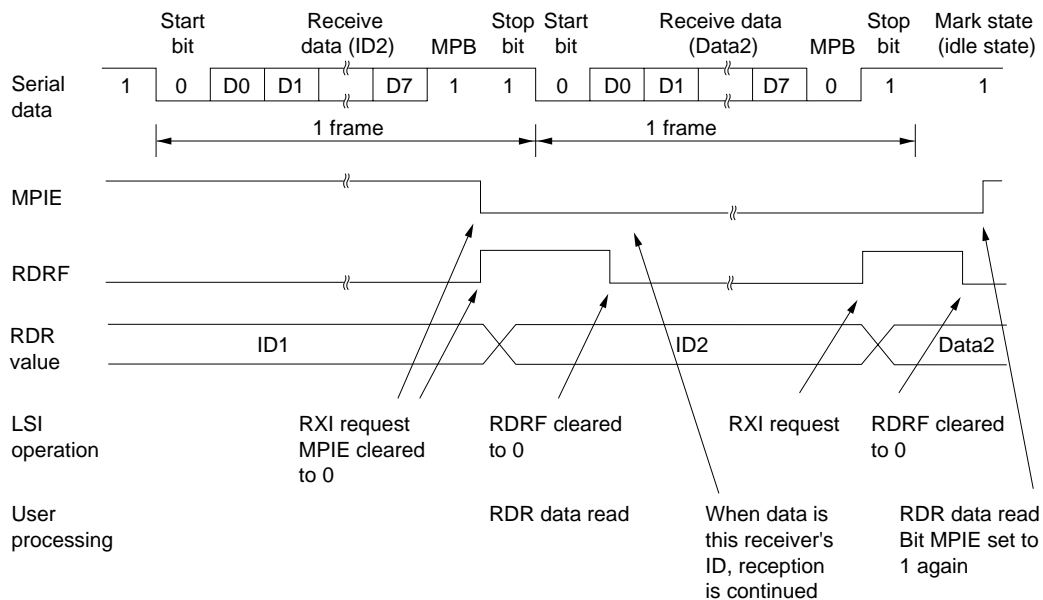 Start bit
Receive data (ID2)
MPB
Stop bit
Start bit
Receive data (Data2)
MPB
Stop bit
Mark state (idle state)
Serial data
1 0 D0 D1 D7 1 1 0 D0 D1 D7 0 1 1
1 frame 1 frame
MPIE
RDRF
RDR value
ID1 ID2 Data2
LSI operation
RXI request
MPIE cleared
to 0
RDRF cleared
to 0
RXI request
RDRF cleared
to 0
User processing
RDR data read
When data is
this receiver's
ID, reception
is continued
RDR data read
Bit MPIE set to
1 again